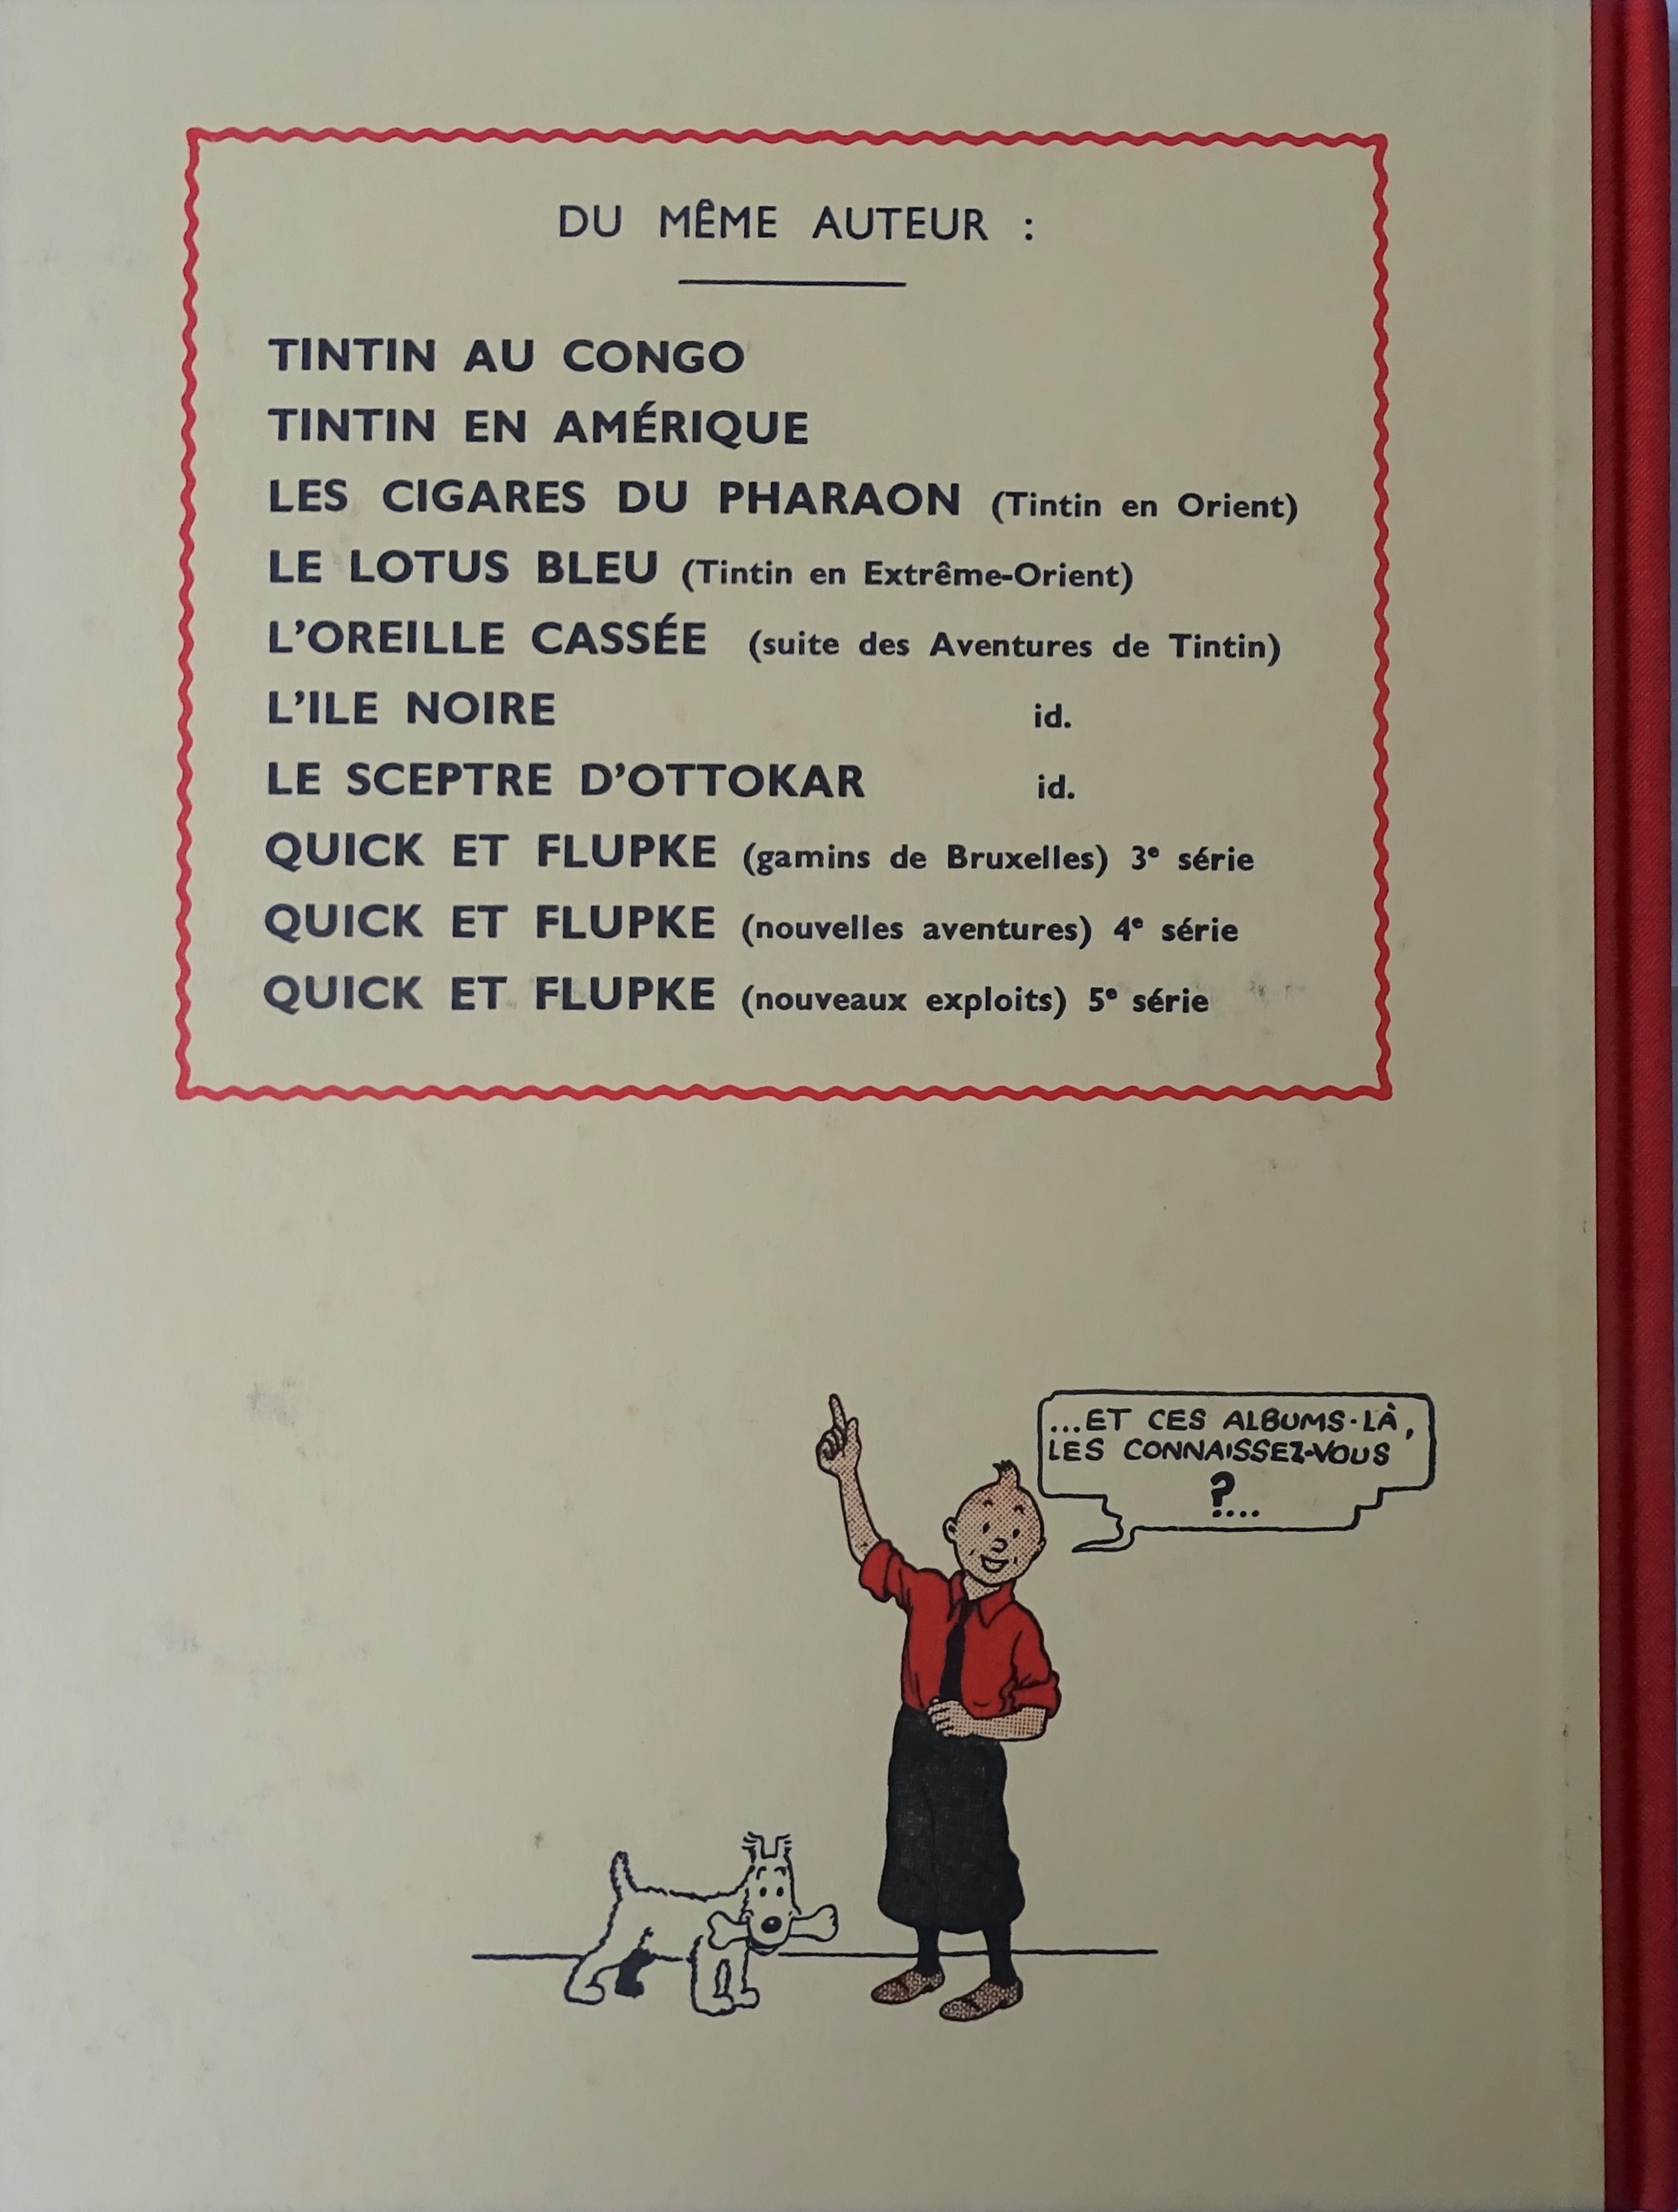 DU MÊME AUTEUR :
TINTIN AU CONGO
TINTIN EN AMÉRIQUE
LES CIGARES DU PHARAON (Tintin en Orient)
LE LOTUS BLEU (Tintin en Extrême-Orient)
L'OREILLE CASSÉE (suite des Aventures de Tintin)
L'ILE NOIRE id.
LE SCEPTRE D'OTTOKAR id.
QUICK ET FLUPKE (gamins de Bruxelles) 3e série
QUICK ET FLUPKE (nouvelles aventures) 4e série
QUICK ET FLUPKE (nouveaux exploits) 5e série
...ET CES ALBUMS-LÀ,
LES CONNAISSEZ-VOUS
?...